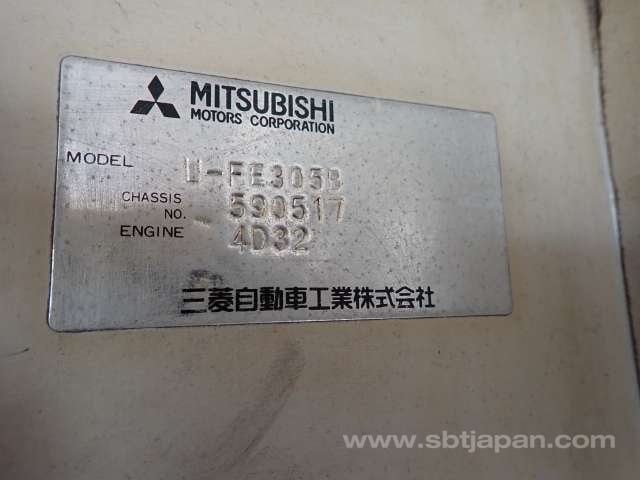 MITSUBISHI
MOTORS CORPORATION
MODEL U-FE305B
CHASSIS NO. 590517
ENGINE 4D32
三菱自動車工業株式会社
www.sbtjapan.com